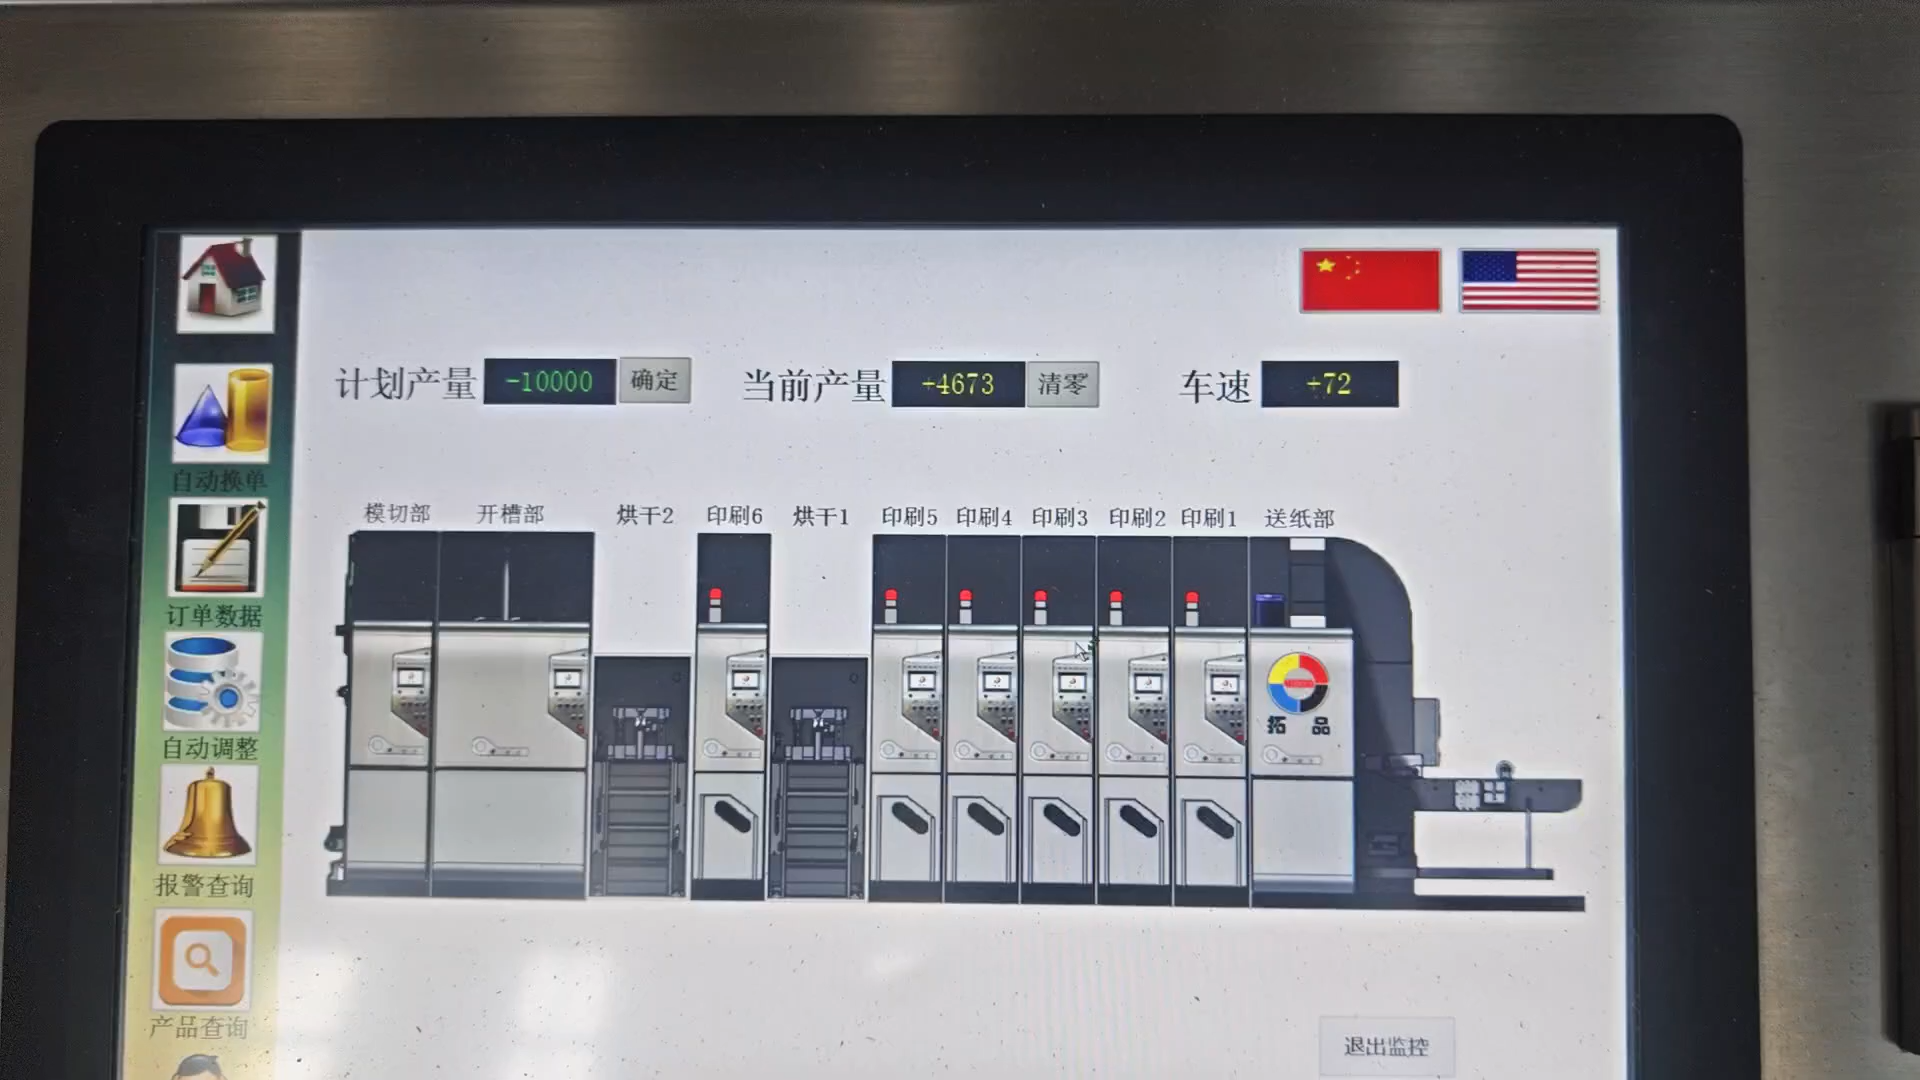 计划产量 -10000 确定 当前产量 +4673 清零 车速 +72
自动换单
订单数据
自动调整
报警查询
产品查询
模切部 开槽部 烘干2 印刷6 烘干1 印刷5 印刷4 印刷3 印刷2 印刷1 送纸部
拓 品
退出监控